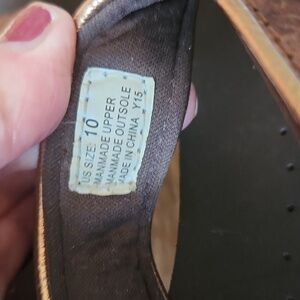 US SIZE: 10
MANMADE UPPER
MANMADE OUTSOLE
MADE IN CHINA Y15